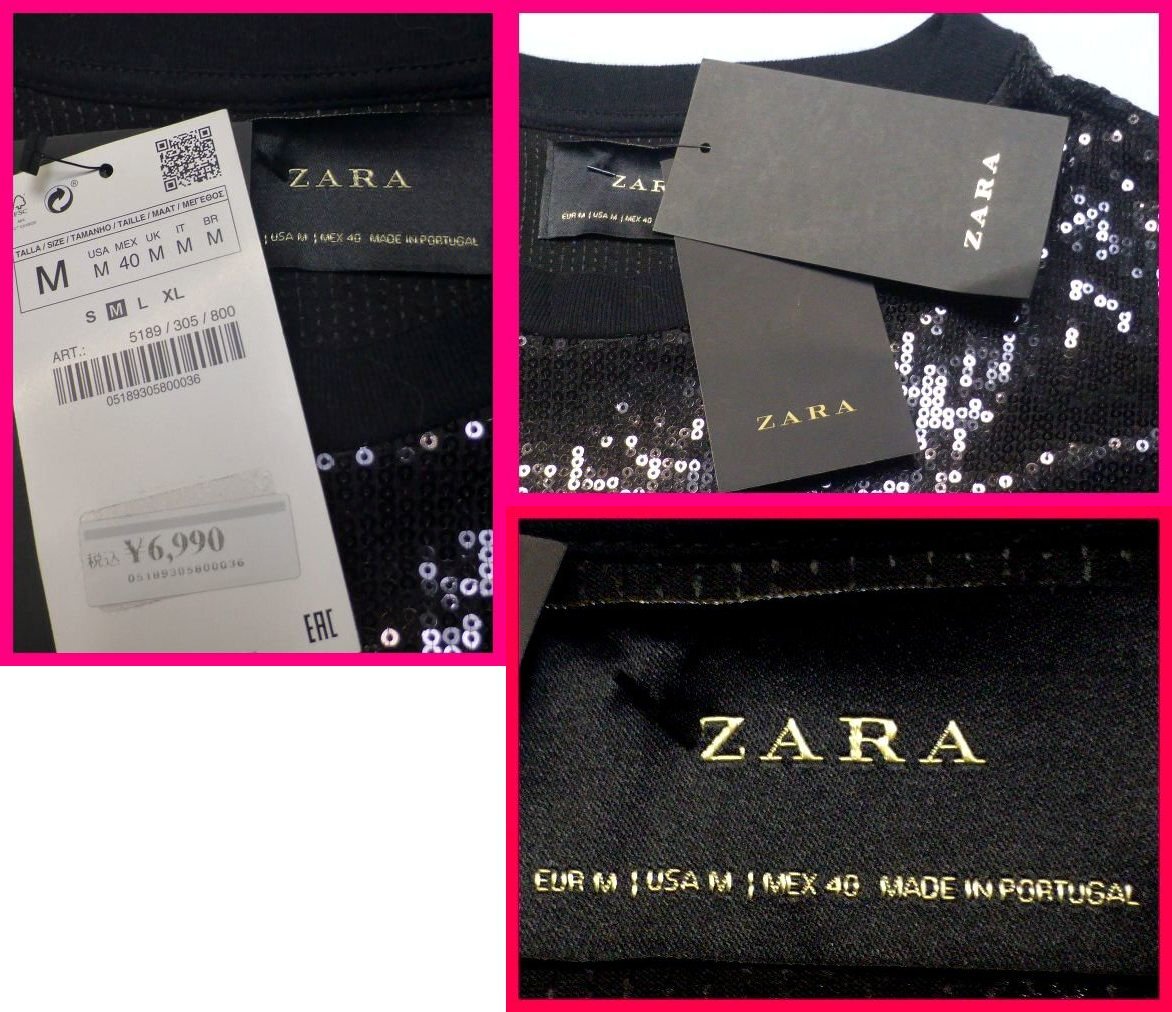 ZARA
USA M | MEX 40 MADE IN PORTUGAL
®
TALLA / SIZE / TAMANHO / TAILLE / MAAT / ΜΕΓΕΘΟΣ
M
USA MEX UK IT BR
M 40 M M M
S M L XL
ART.: 5189 / 305 / 800
05189305800036
税込 ¥6,990
05189305800036
EAC
ZARA
ZAR
EUR M | USA M | MEX 40
ZARA
ZARA
EUR M | USA M | MEX 40 MADE IN PORTUGAL